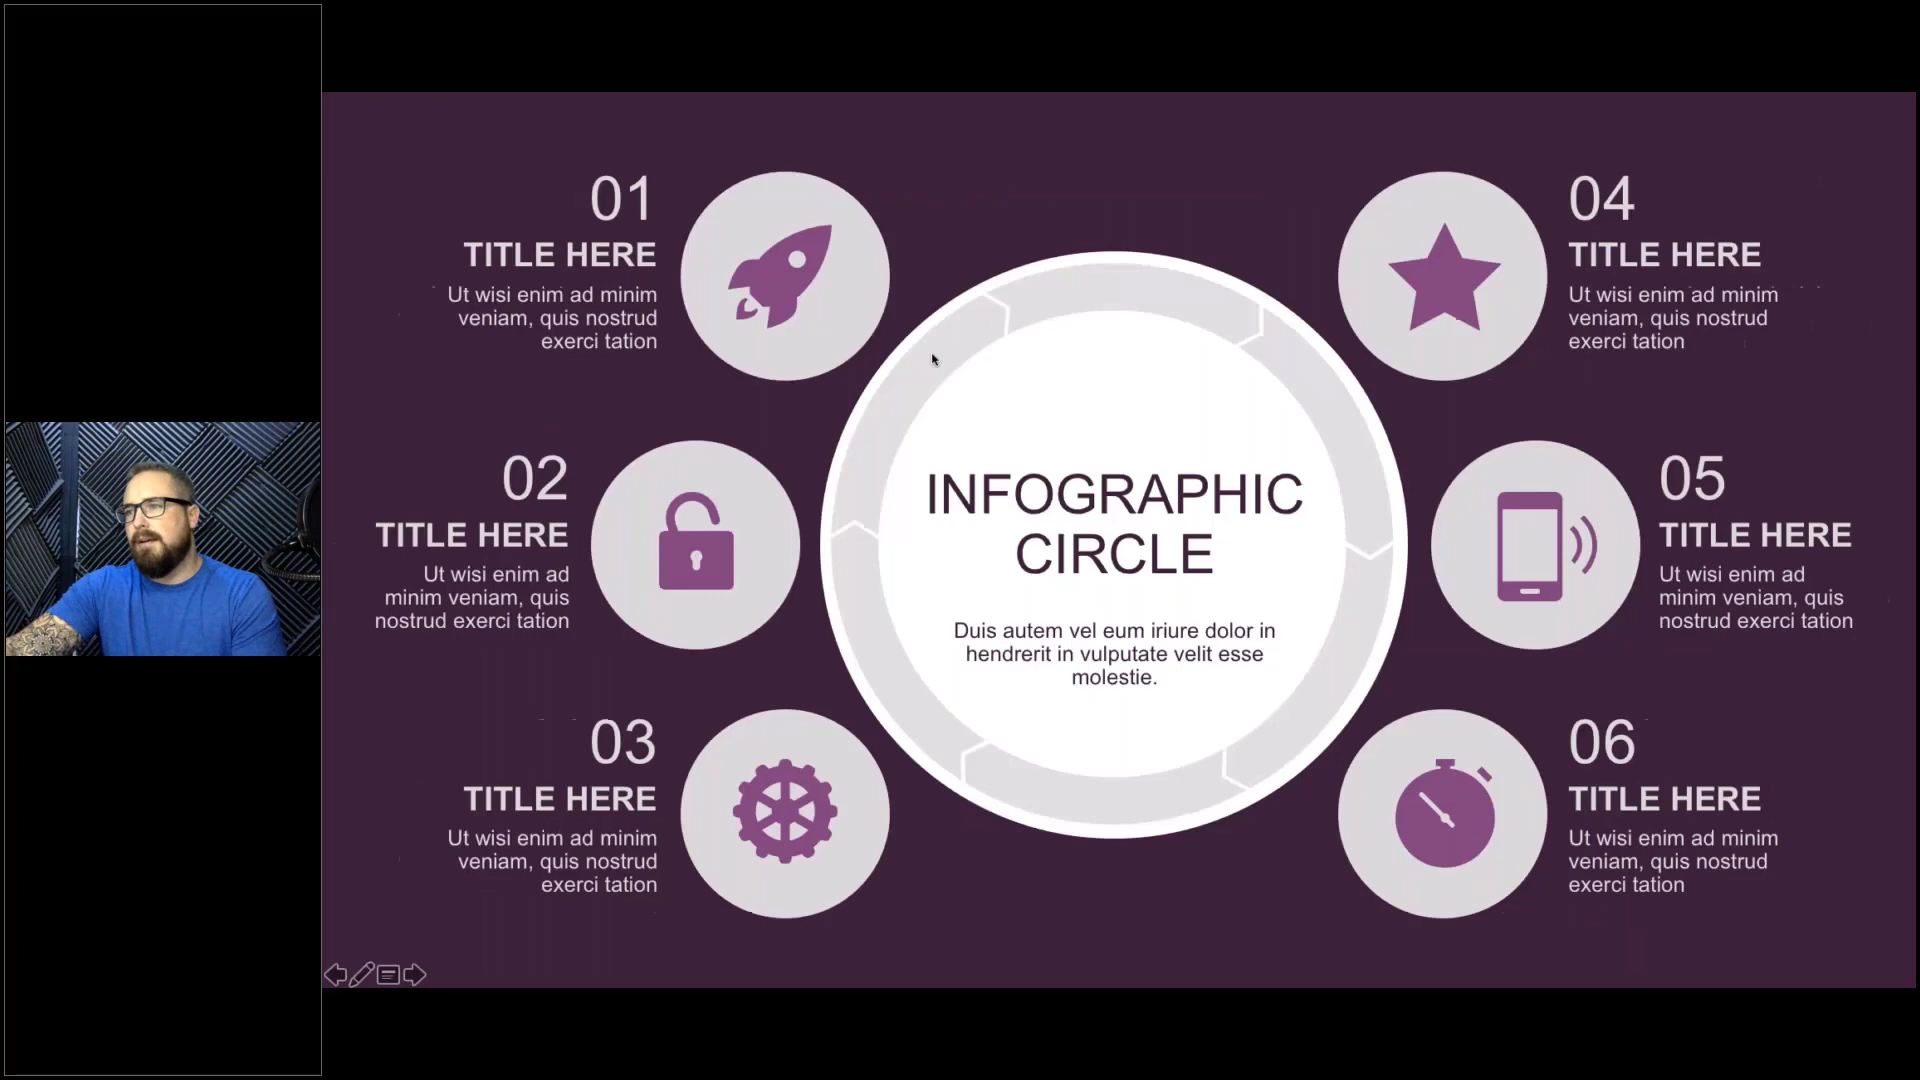 01
TITLE HERE
Ut wisi enim ad minim
veniam, quis nostrud
exerci tation
02
TITLE HERE
Ut wisi enim ad
minim veniam, quis
nostrud exerci tation
03
TITLE HERE
Ut wisi enim ad minim
veniam, quis nostrud
exerci tation
INFOGRAPHIC
CIRCLE
Duis autem vel eum iriure dolor in
hendrerit in vulputate velit esse
molestie.
04
TITLE HERE
Ut wisi enim ad minim
veniam, quis nostrud
exerci tation
05
TITLE HERE
Ut wisi enim ad
minim veniam, quis
nostrud exerci tation
06
TITLE HERE
Ut wisi enim ad minim
veniam, quis nostrud
exerci tation